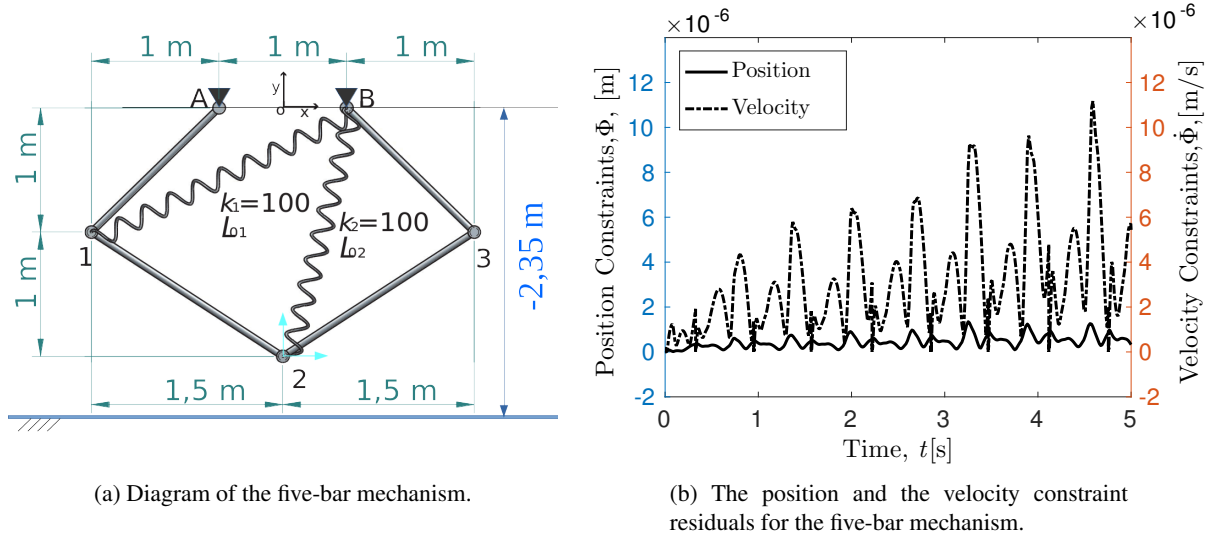 1 m 1 m 1 m
A B
y
o x
1 m
k₁=100
L₀₁
k₂=100
L₀₂
-2,35 m
1 3
1 m
2
1,5 m 1,5 m
(a) Diagram of the five-bar mechanism.
×10⁻⁶ ×10⁻⁶
Position
Velocity
Position Constraints,Φ, [m]
12
10
8
6
4
2
0
-2
Velocity Constraints,Φ̇,[m/s]
12
10
8
6
4
2
0
-2
0 1 2 3 4 5
Time, t[s]
(b) The position and the velocity constraint
residuals for the five-bar mechanism.